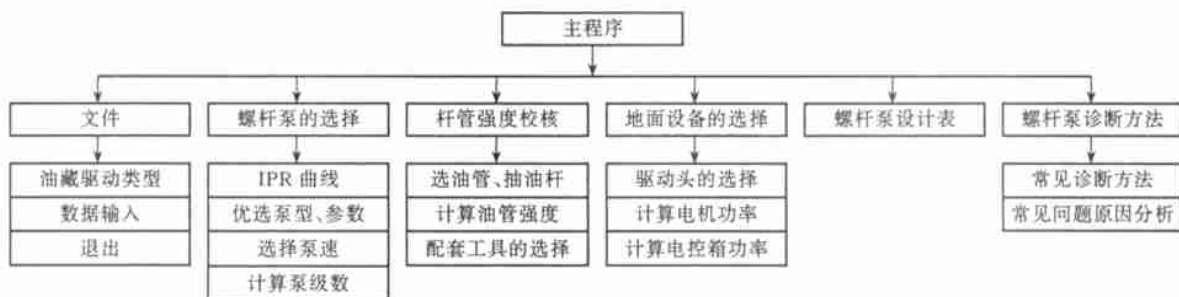 主程序
文件
螺杆泵的选择
杆管强度校核
地面设备的选择
螺杆泵设计表
螺杆泵诊断方法
油藏驱动类型
数据输入
退出
IPR 曲线
优选泵型、参数
选择泵速
计算泵级数
选油管、抽油杆
计算油管强度
配套工具的选择
驱动头的选择
计算电机功率
计算电控箱功率
常见诊断方法
常见问题原因分析